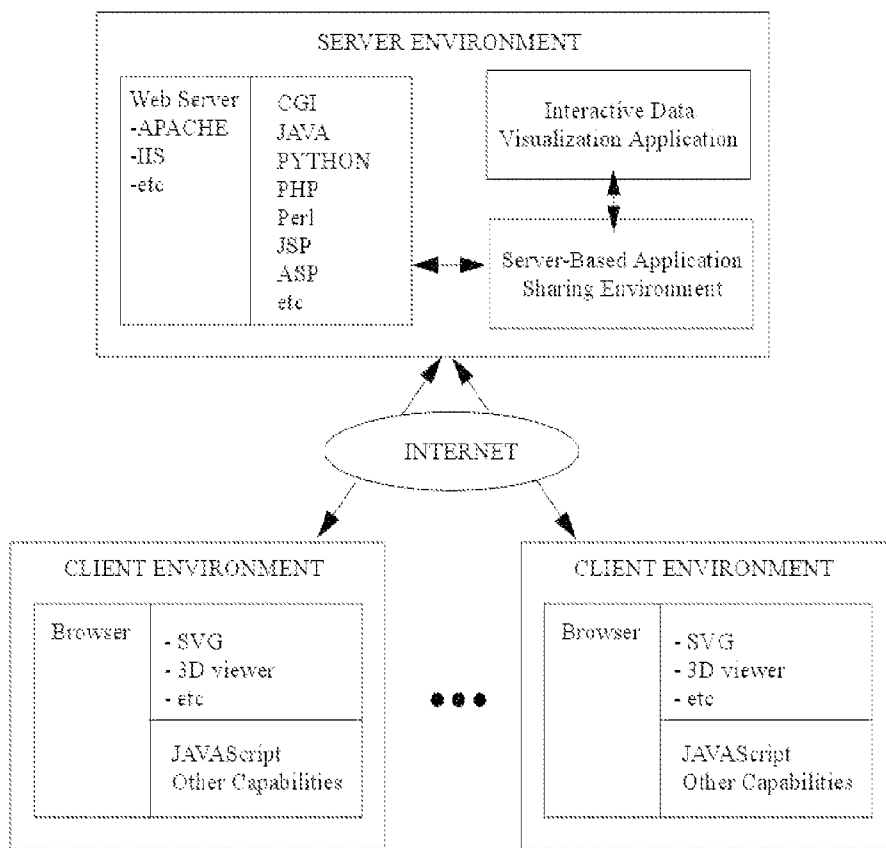 SERVER ENVIRONMENT
Web Server
-APACHE
-IIS
-etc
CGI
JAVA
PYTHON
PHP
Perl
JSP
ASP
etc
Interactive Data
Visualization Application
Server-Based Application
Sharing Environment
INTERNET
CLIENT ENVIRONMENT
Browser
- SVG
- 3D viewer
- etc
JAVAScript
Other Capabilities
CLIENT ENVIRONMENT
Browser
- SVG
- 3D viewer
- etc
JAVAScript
Other Capabilities